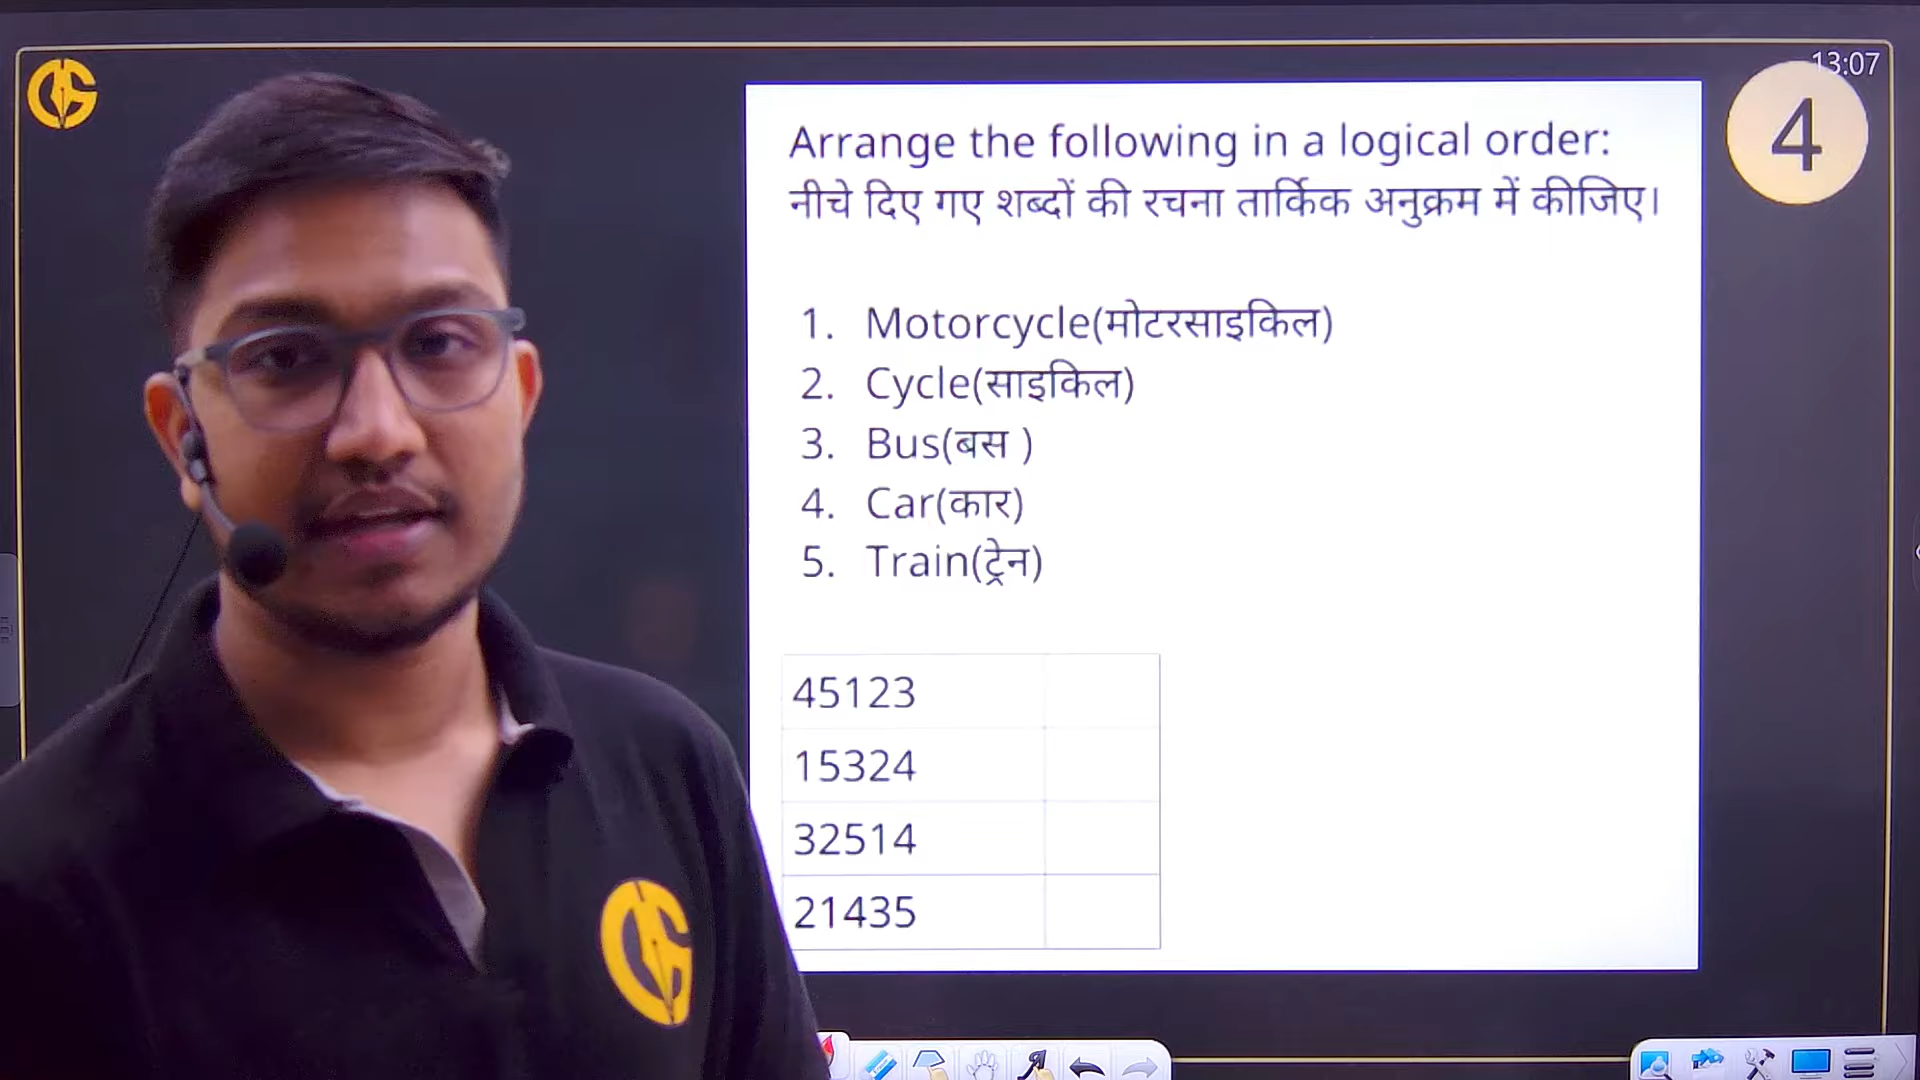 13:07
4
Arrange the following in a logical order:
नीचे दिए गए शब्दों की रचना तार्किक अनुक्रम में कीजिए।
1. Motorcycle(मोटरसाइकिल)
2. Cycle(साइकिल)
3. Bus(बस )
4. Car(कार)
5. Train(ट्रेन)
45123
15324
32514
21435